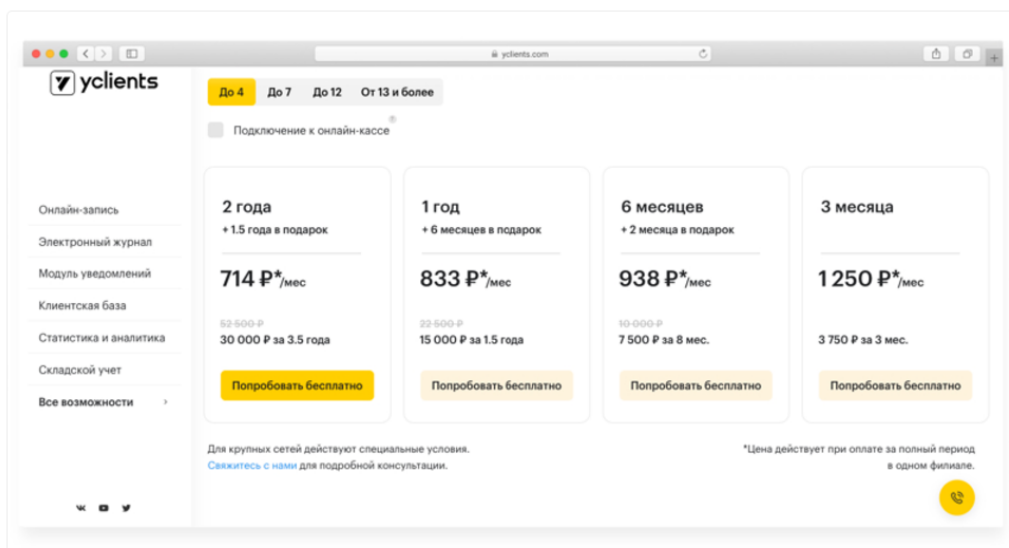 yclients.com
yclients
До 4
До 7
До 12
От 13 и более
Подключение к онлайн-кассе
Онлайн-запись
Электронный журнал
Модуль уведомлений
Клиентская база
Статистика и аналитика
Складской учет
Все возможности
2 года
+ 1.5 года в подарок
714 ₽*/мес
52 500 ₽
30 000 ₽ за 3.5 года
Попробовать бесплатно
1 год
+ 6 месяцев в подарок
833 ₽*/мес
22 500 ₽
15 000 ₽ за 1.5 года
Попробовать бесплатно
6 месяцев
+ 2 месяца в подарок
938 ₽*/мес
10 000 ₽
7 500 ₽ за 8 мес.
Попробовать бесплатно
3 месяца
1 250 ₽*/мес
3 750 ₽ за 3 мес.
Попробовать бесплатно
Для крупных сетей действуют специальные условия.
Свяжитесь с нами для подробной консультации.
*Цена действует при оплате за полный период
в одном филиале.